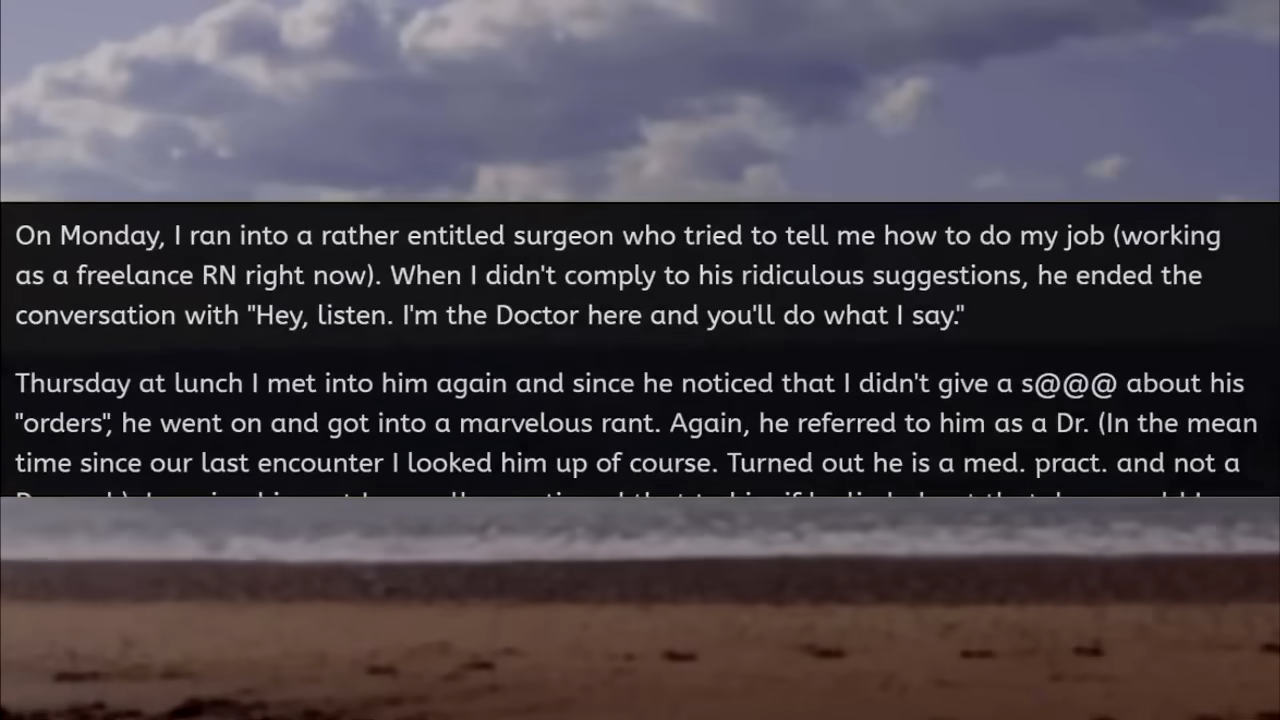 On Monday, I ran into a rather entitled surgeon who tried to tell me how to do my job (working
as a freelance RN right now). When I didn't comply to his ridiculous suggestions, he ended the
conversation with "Hey, listen. I'm the Doctor here and you'll do what I say."
Thursday at lunch I met into him again and since he noticed that I didn't give a s@@@ about his
"orders", he went on and got into a marvelous rant. Again, he referred to him as a Dr. (In the mean
time since our last encounter I looked him up of course. Turned out he is a med. pract. and not a